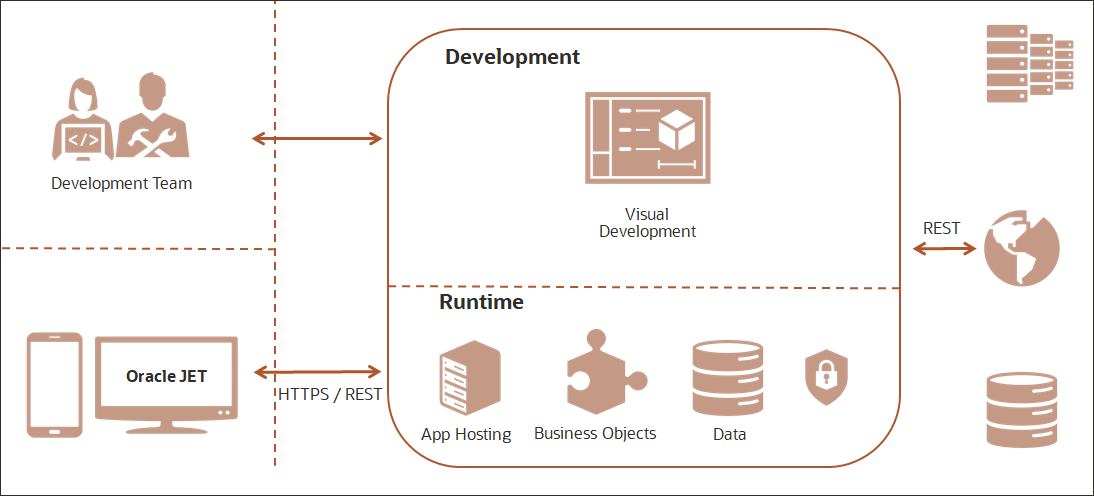 Development
</>
Development Team
Visual
Development
REST
Runtime
Oracle JET
HTTPS / REST
App Hosting
Business Objects
Data